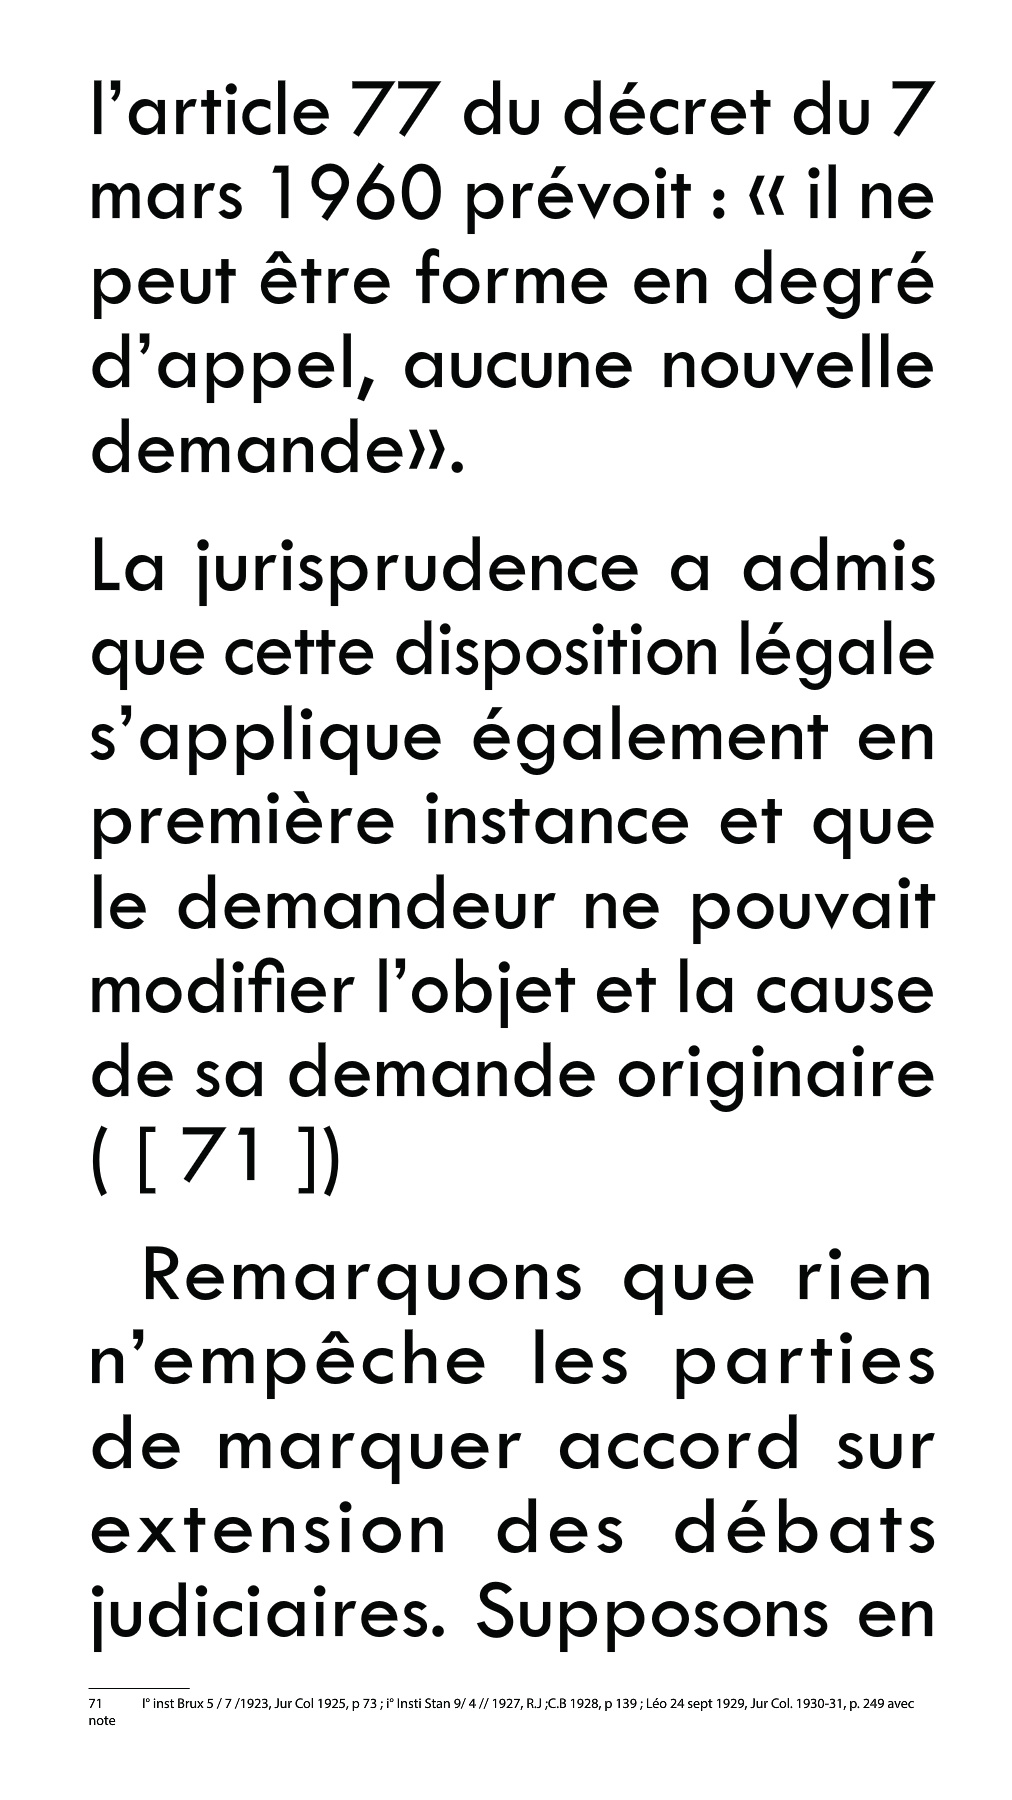 l’article 77 du décret du 7
mars 1960 prévoit : « il ne
peut être forme en degré
d’appel, aucune nouvelle
demande».
La jurisprudence a admis
que cette disposition légale
s’applique également en
première instance et que
le demandeur ne pouvait
modifier l’objet et la cause
de sa demande originaire
( [ 71 ])
Remarquons que rien
n’empêche les parties
de marquer accord sur
extension des débats
judiciaires. Supposons en
71 I° inst Brux 5 / 7 /1923, Jur Col 1925, p 73 ; i° Insti Stan 9/ 4 // 1927, R.J ;C.B 1928, p 139 ; Léo 24 sept 1929, Jur Col. 1930-31, p. 249 avec
note